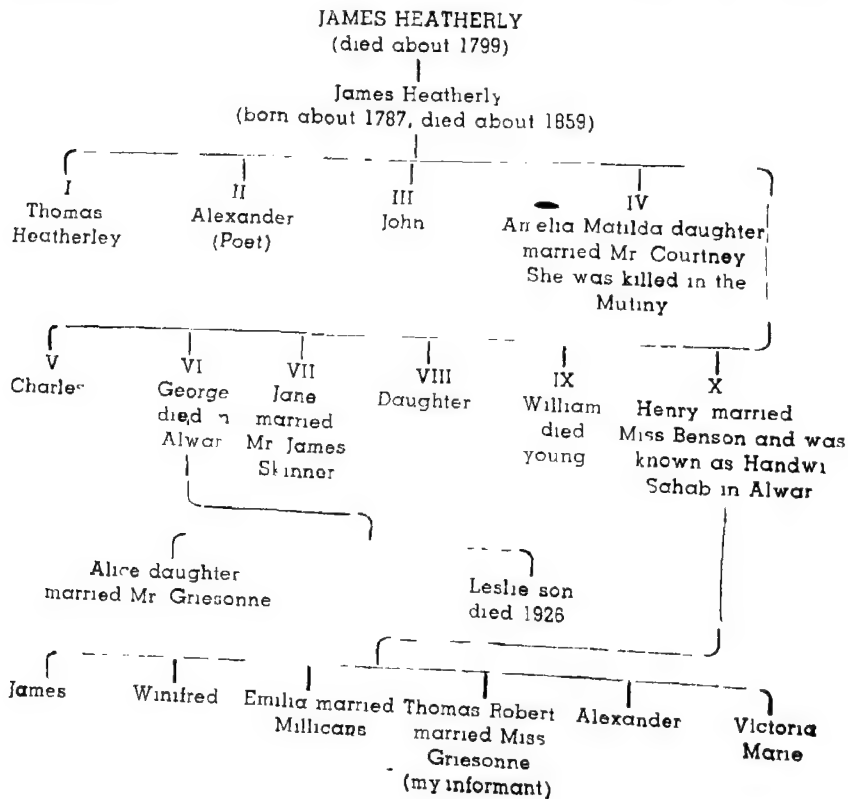 JAMES HEATHERLY
(died about 1799)
James Heatherly
(born about 1787, died about 1859)
I
Thomas
Heatherley
II
Alexander
(Poet)
III
John
IV
Amelia Matilda daughter
married Mr Courtney
She was killed in the
Mutiny
V
Charles
VI
George
died in
Alwar
VII
Jane
married
Mr James
Skinner
VIII
Daughter
IX
William
died
young
X
Henry married
Miss Benson and was
known as Handwi
Sahab in Alwar
Alice daughter
married Mr Griesonne
Leslie son
died 1926
James
Winifred
Emilia married
Millicans
Thomas Robert
married Miss
Griesonne
(my informant)
Alexander
Victoria
Marie